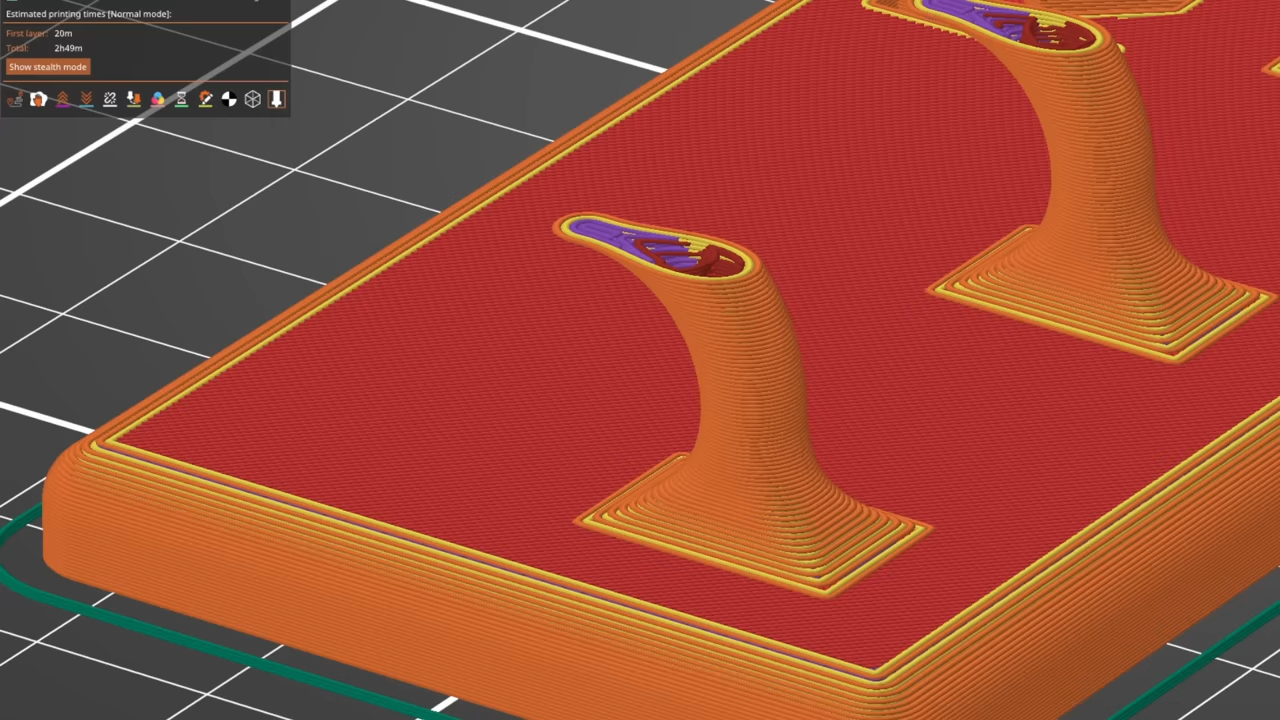 Estimated printing times [Normal mode]:
First layer: 20m
Total: 2h49m
Show stealth mode